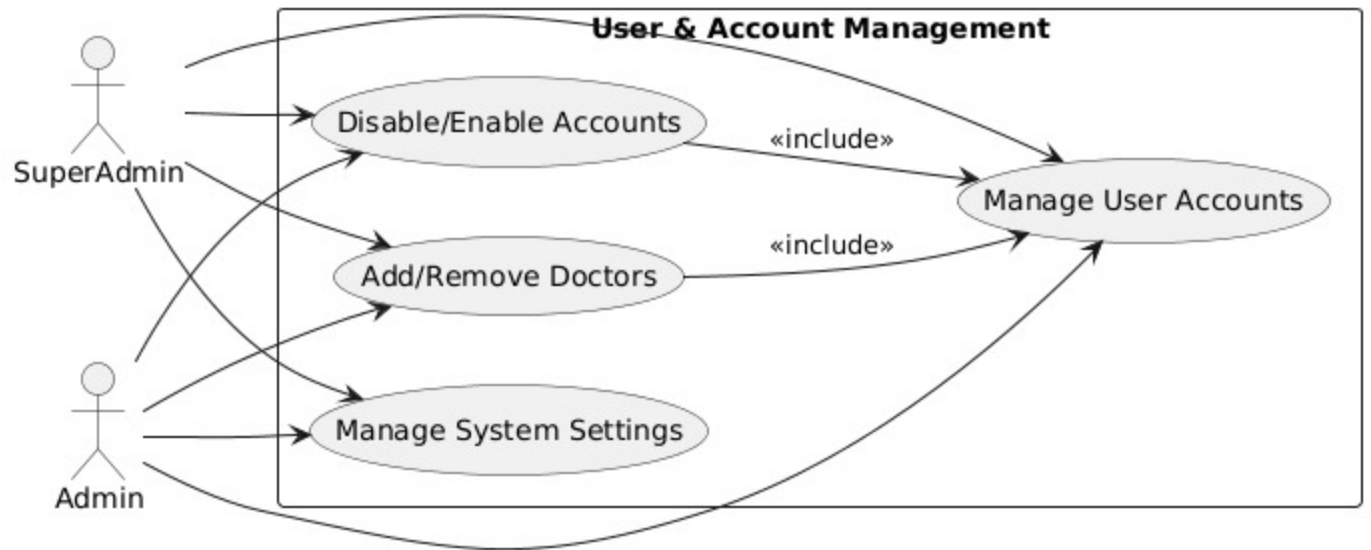 User & Account Management
SuperAdmin
Disable/Enable Accounts
«include»
Manage User Accounts
«include»
Add/Remove Doctors
Manage System Settings
Admin